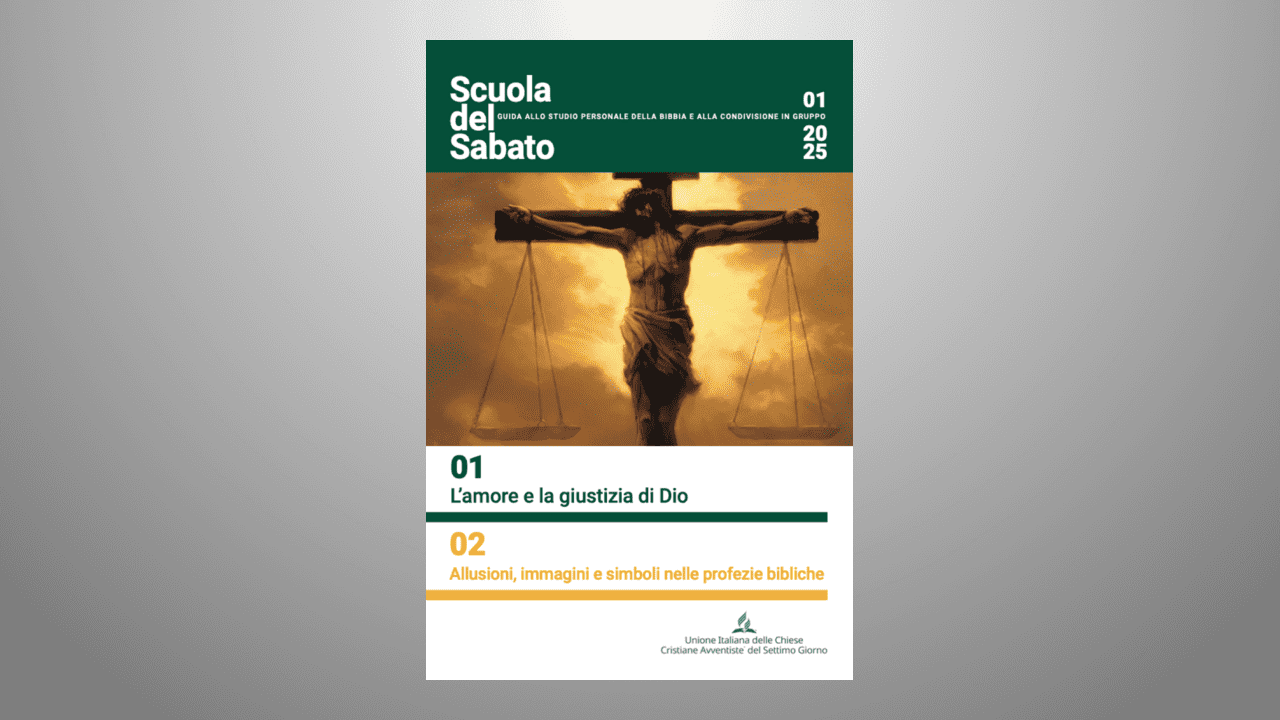 Scuola
del
Sabato
GUIDA ALLO STUDIO PERSONALE DELLA BIBBIA E ALLA CONDIVISIONE IN GRUPPO
01
20
25
01
L'amore e la giustizia di Dio
02
Allusioni, immagini e simboli nelle profezie bibliche
Unione Italiana delle Chiese
Cristiane Avventiste del Settimo Giorno